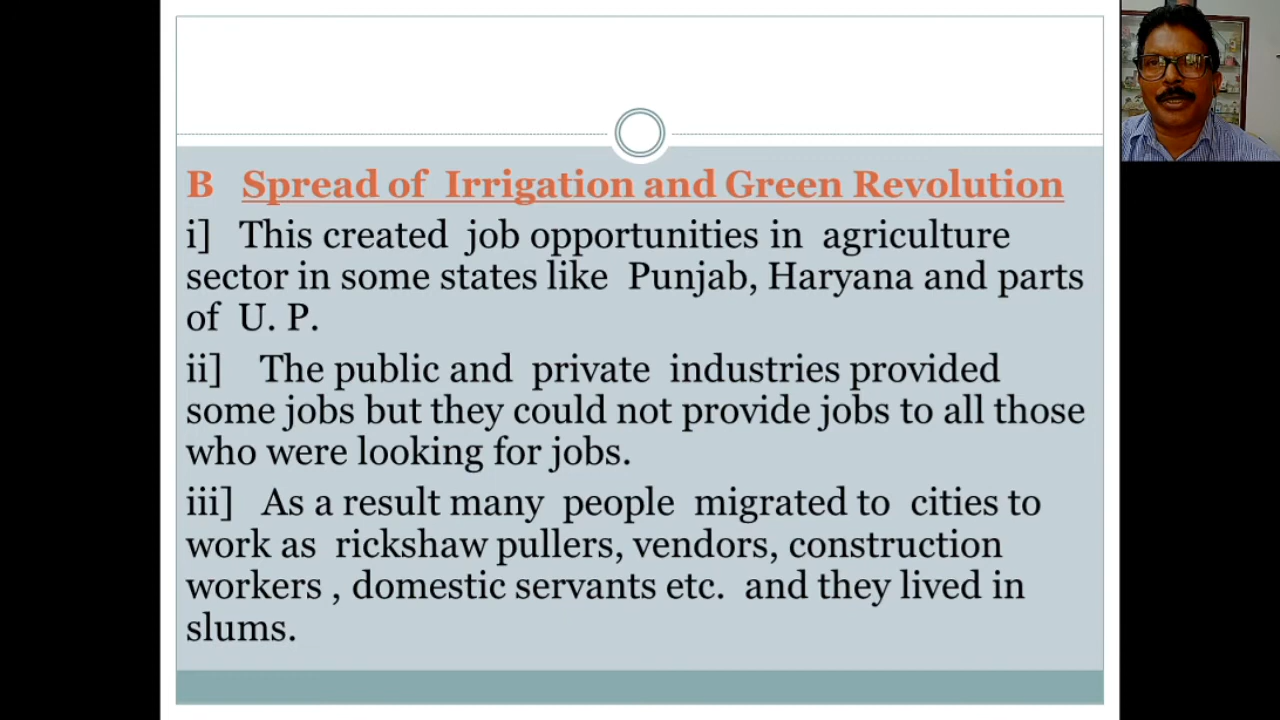 B Spread of Irrigation and Green Revolution
i] This created job opportunities in agriculture
sector in some states like Punjab, Haryana and parts
of U. P.
ii] The public and private industries provided
some jobs but they could not provide jobs to all those
who were looking for jobs.
iii] As a result many people migrated to cities to
work as rickshaw pullers, vendors, construction
workers , domestic servants etc. and they lived in
slums.